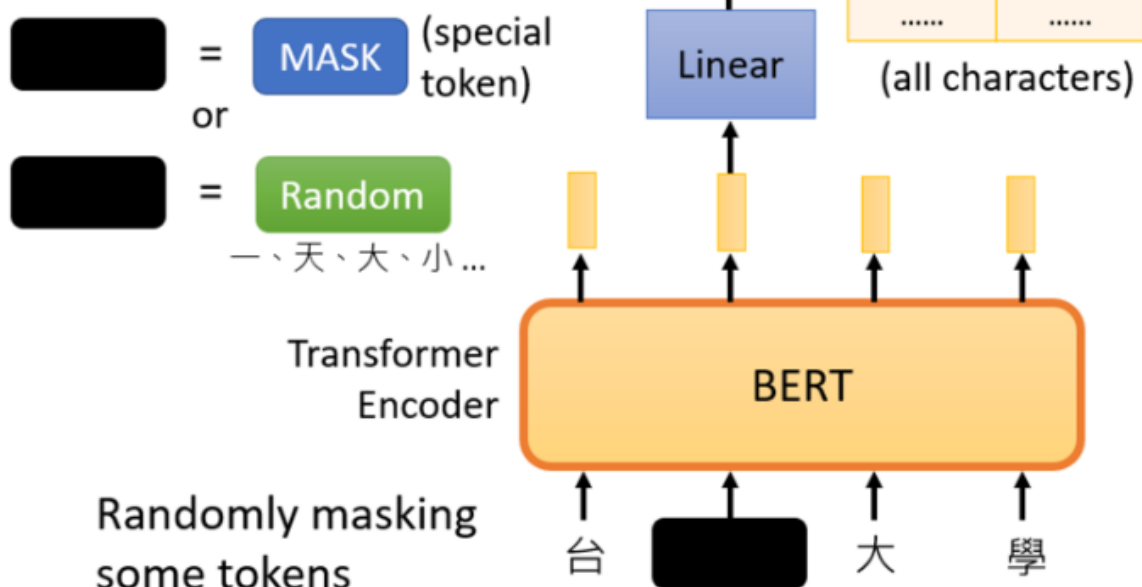 = MASK (special token)
or
= Random
一、天、大、小 ...
Linear
...... ......
(all characters)
Transformer
Encoder
BERT
Randomly masking
some tokens
台 大 學